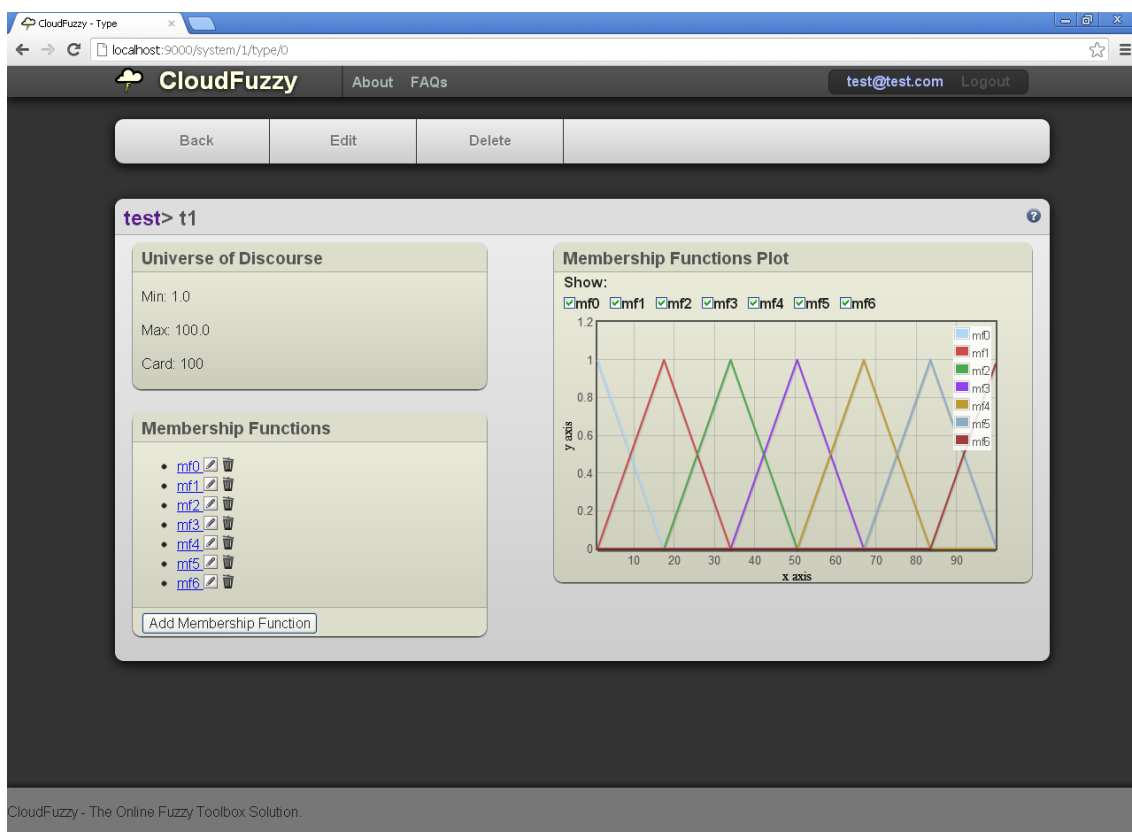 CloudFuzzy - Type
localhost:9000/system/1/type/0
CloudFuzzy About FAQs test@test.com Logout
Back Edit Delete
test> t1
Universe of Discourse
Min: 1.0
Max: 100.0
Card: 100
Membership Functions
mf0
mf1
mf2
mf3
mf4
mf5
mf6
Add Membership Function
Membership Functions Plot
Show:
mf0 mf1 mf2 mf3 mf4 mf5 mf6
1.2
1
0.8
0.6
0.4
0.2
0
y axis
10 20 30 40 50 60 70 80 90
x axis
mf0
mf1
mf2
mf3
mf4
mf5
mf6
CloudFuzzy - The Online Fuzzy Toolbox Solution.